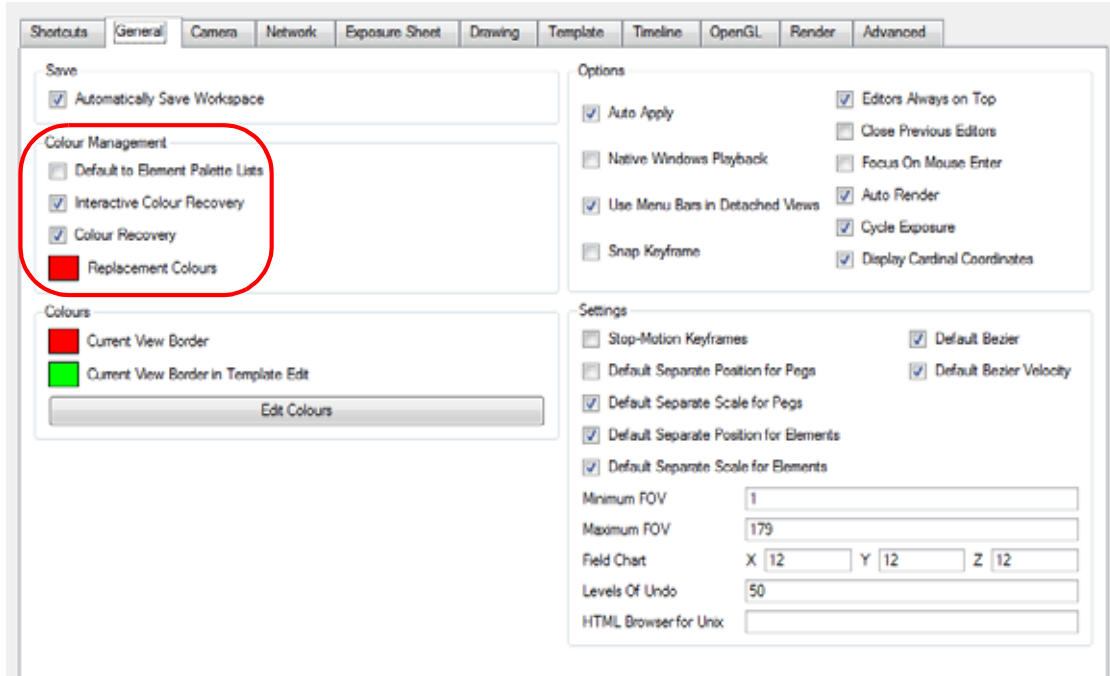 Shortcuts General Camera Network Exposure Sheet Drawing Template Timeline OpenGL Render Advanced
Save
Automatically Save Workspace
Colour Management
Default to Element Palette Lists
Interactive Colour Recovery
Colour Recovery
Replacement Colours
Colours
Current View Border
Current View Border in Template Edit
Edit Colours
Options
Auto Apply
Native Windows Playback
Use Menu Bars in Detached Views
Snap Keyframe
Editors Always on Top
Close Previous Editors
Focus On Mouse Enter
Auto Render
Cycle Exposure
Display Cardinal Coordinates
Settings
Stop-Motion Keyframes
Default Separate Position for Pegs
Default Separate Scale for Pegs
Default Separate Position for Elements
Default Separate Scale for Elements
Default Bezier
Default Bezier Velocity
Minimum FOV 1
Maximum FOV 179
Field Chart X 12 Y 12 Z 12
Levels Of Undo 50
HTML Browser for Unix